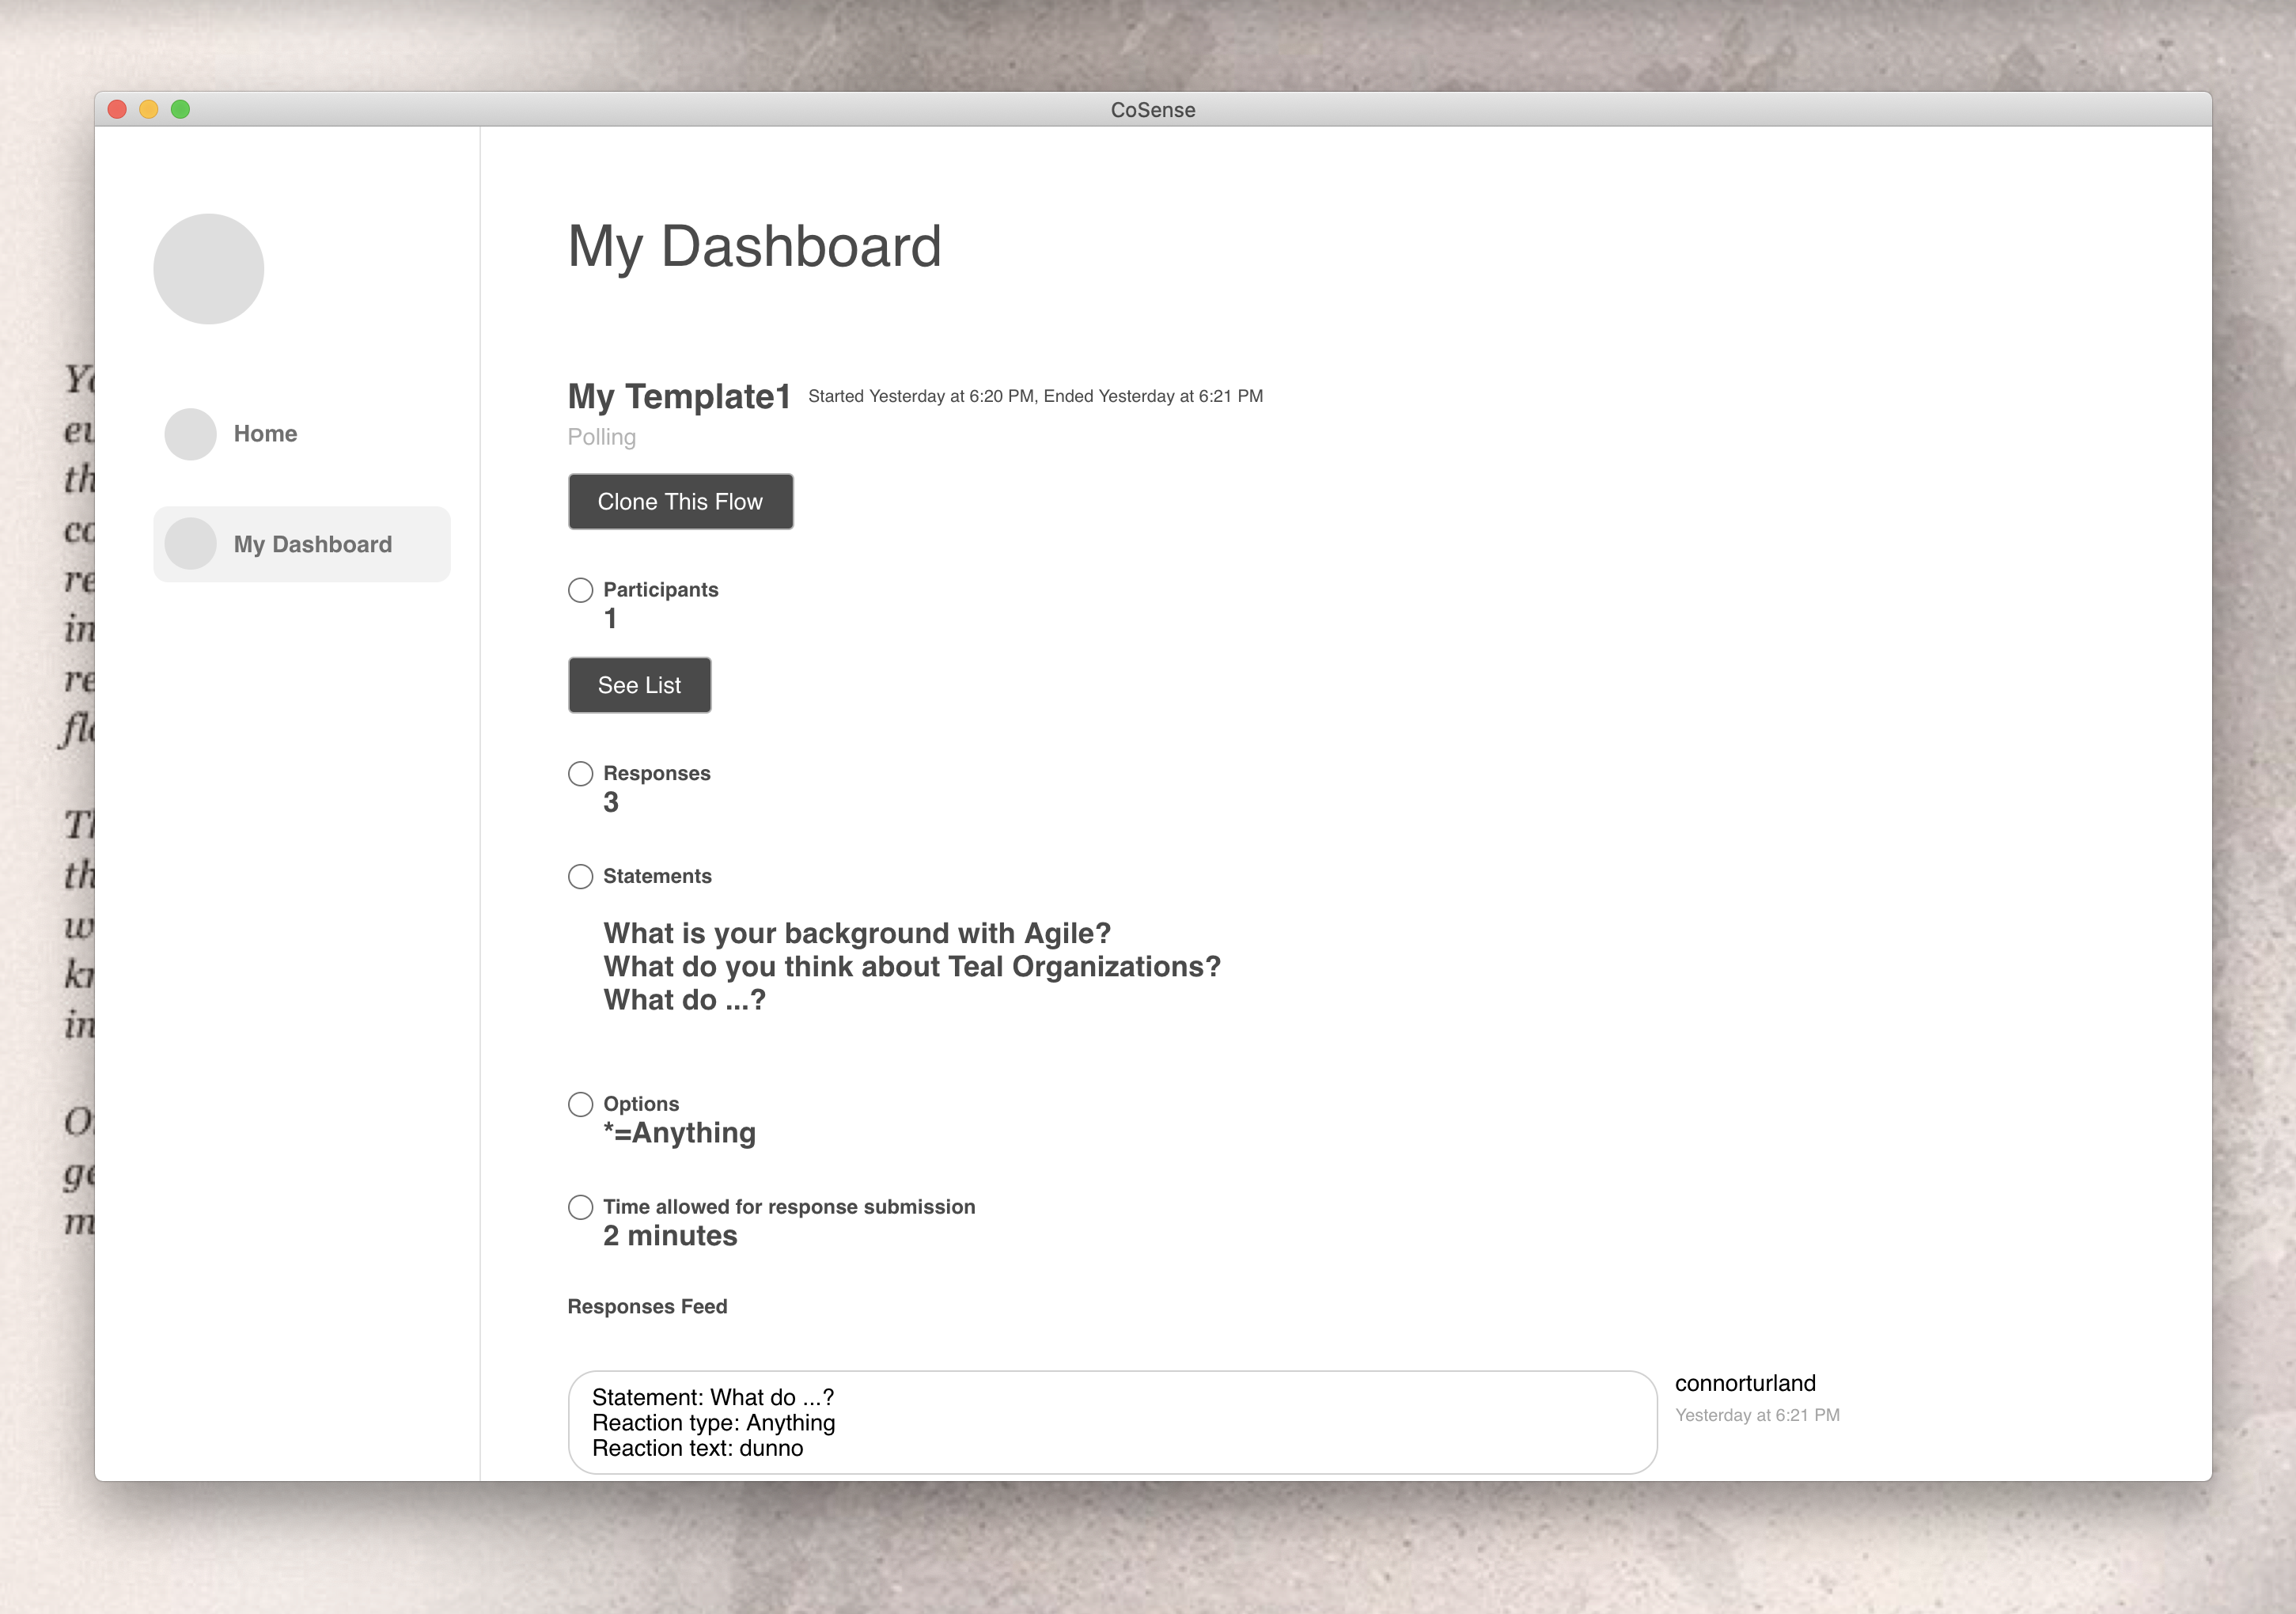 CoSense
Home
My Dashboard
My Dashboard
My Template1 Started Yesterday at 6:20 PM, Ended Yesterday at 6:21 PM
Polling
Clone This Flow
Participants
1
See List
Responses
3
Statements
What is your background with Agile?
What do you think about Teal Organizations?
What do ...?
Options
*=Anything
Time allowed for response submission
2 minutes
Responses Feed
Statement: What do ...?
Reaction type: Anything
Reaction text: dunno
connorturland
Yesterday at 6:21 PM